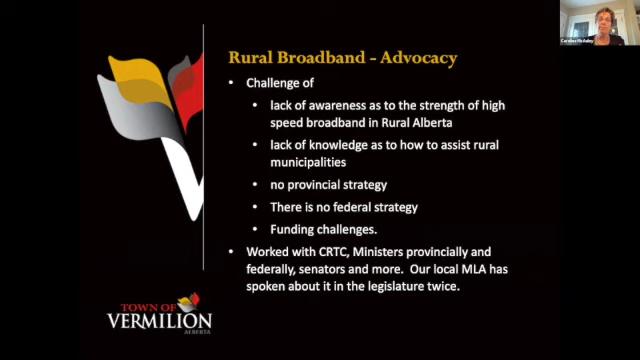 Rural Broadband - Advocacy
• Challenge of
• lack of awareness as to the strength of high
speed broadband in Rural Alberta
• lack of knowledge as to how to assist rural
municipalities
• no provincial strategy
• There is no federal strategy
• Funding challenges.
• Worked with CRTC, Ministers provincially and
federally, senators and more. Our local MLA has
spoken about it in the legislature twice.
TOWN OF
VERMILION
ALBERTA